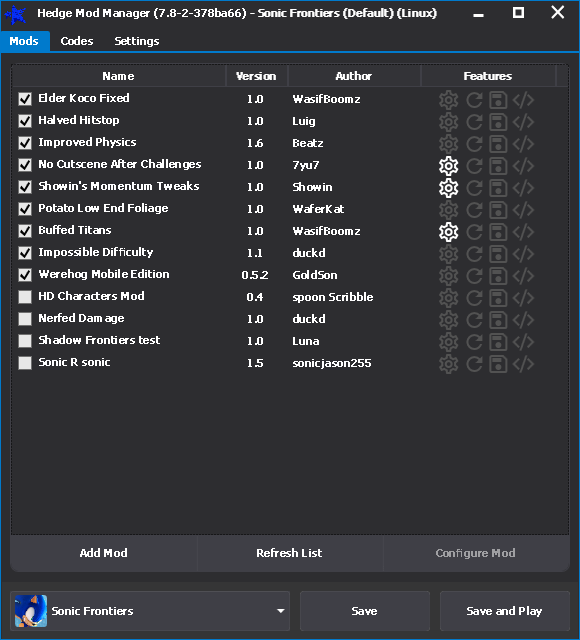 Hedge Mod Manager (7.8-2-378ba66) - Sonic Frontiers (Default) (Linux)
Mods Codes Settings
Name Version Author Features
Elder Koco Fixed 1.0 WasifBoomz
Halved Hitstop 1.0 Luig
Improved Physics 1.6 Beatz
No Cutscene After Challenges 1.0 7yu7
Showin's Momentum Tweaks 1.0 Showin
Potato Low End Foliage 1.0 WaferKat
Buffed Titans 1.0 WasifBoomz
Impossible Difficulty 1.1 duckd
Werehog Mobile Edition 0.5.2 GoldSon
HD Characters Mod 0.4 spoon Scribble
Nerfed Damage 1.0 duckd
Shadow Frontiers test 1.0 Luna
Sonic R sonic 1.5 sonicjason255
Add Mod Refresh List Configure Mod
Sonic Frontiers Save Save and Play